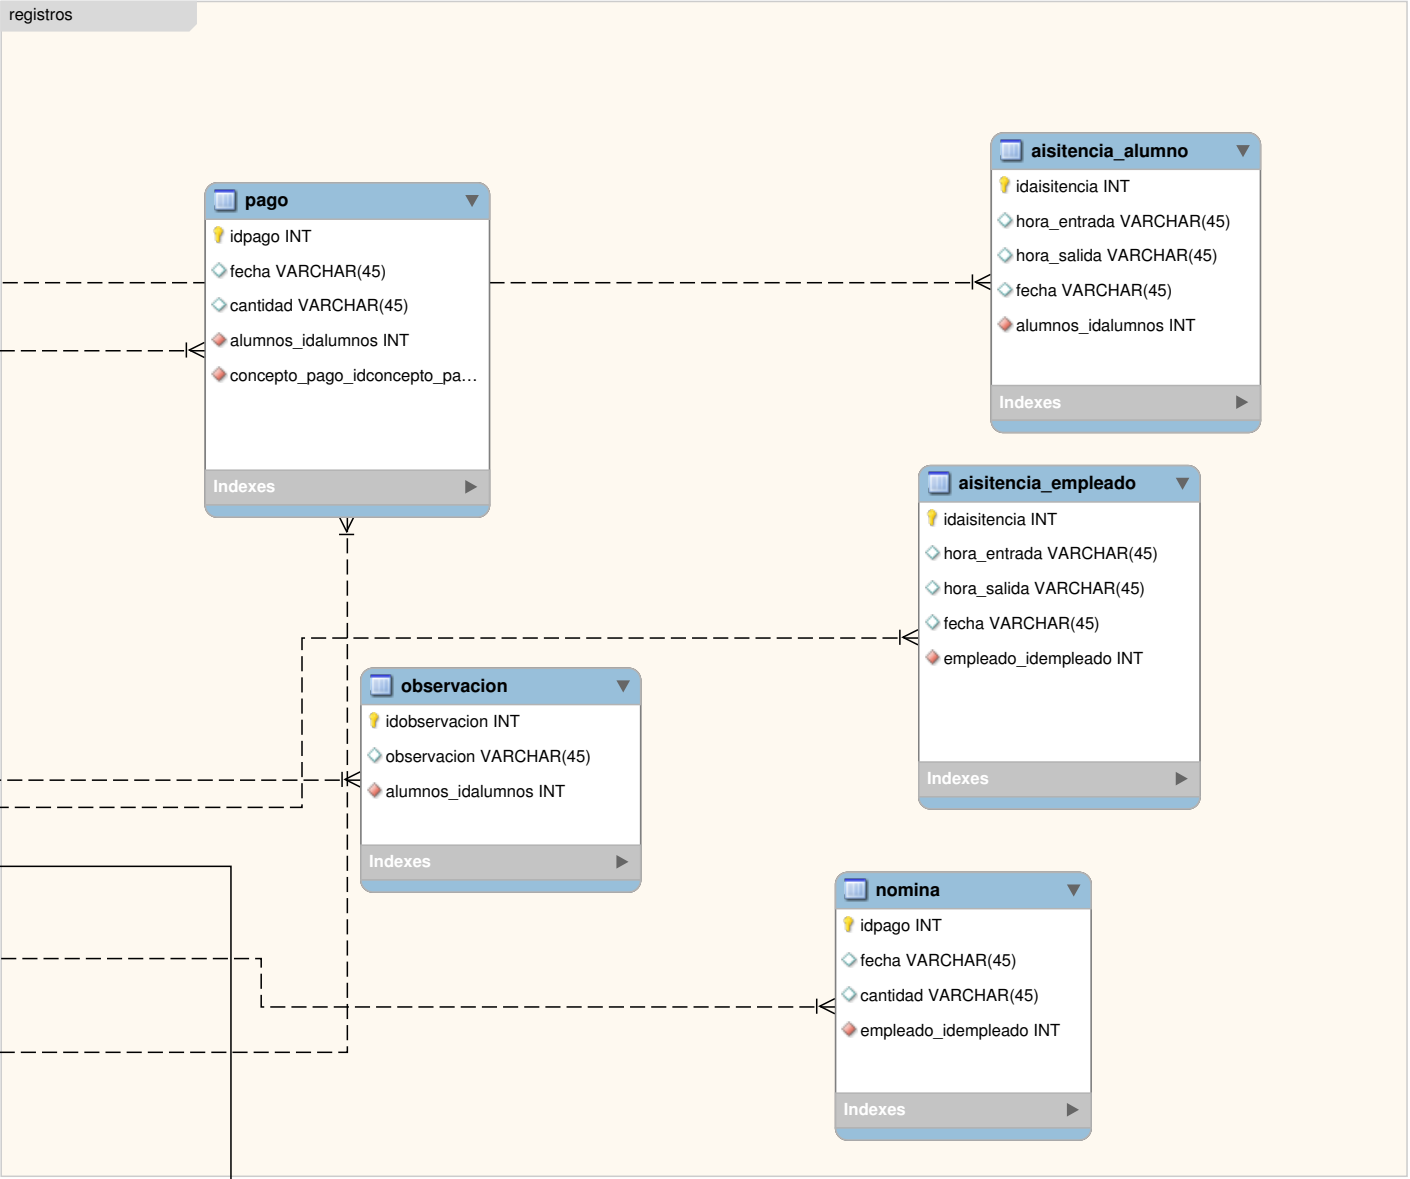 registros
pago
idpago INT
fecha VARCHAR(45)
cantidad VARCHAR(45)
alumnos_idalumnos INT
concepto_pago_idconcepto_pa...
Indexes
aisitencia_alumno
idaisitencia INT
hora_entrada VARCHAR(45)
hora_salida VARCHAR(45)
fecha VARCHAR(45)
alumnos_idalumnos INT
Indexes
aisitencia_empleado
idaisitencia INT
hora_entrada VARCHAR(45)
hora_salida VARCHAR(45)
fecha VARCHAR(45)
empleado_idempleado INT
Indexes
observacion
idobservacion INT
observacion VARCHAR(45)
alumnos_idalumnos INT
Indexes
nomina
idpago INT
fecha VARCHAR(45)
cantidad VARCHAR(45)
empleado_idempleado INT
Indexes